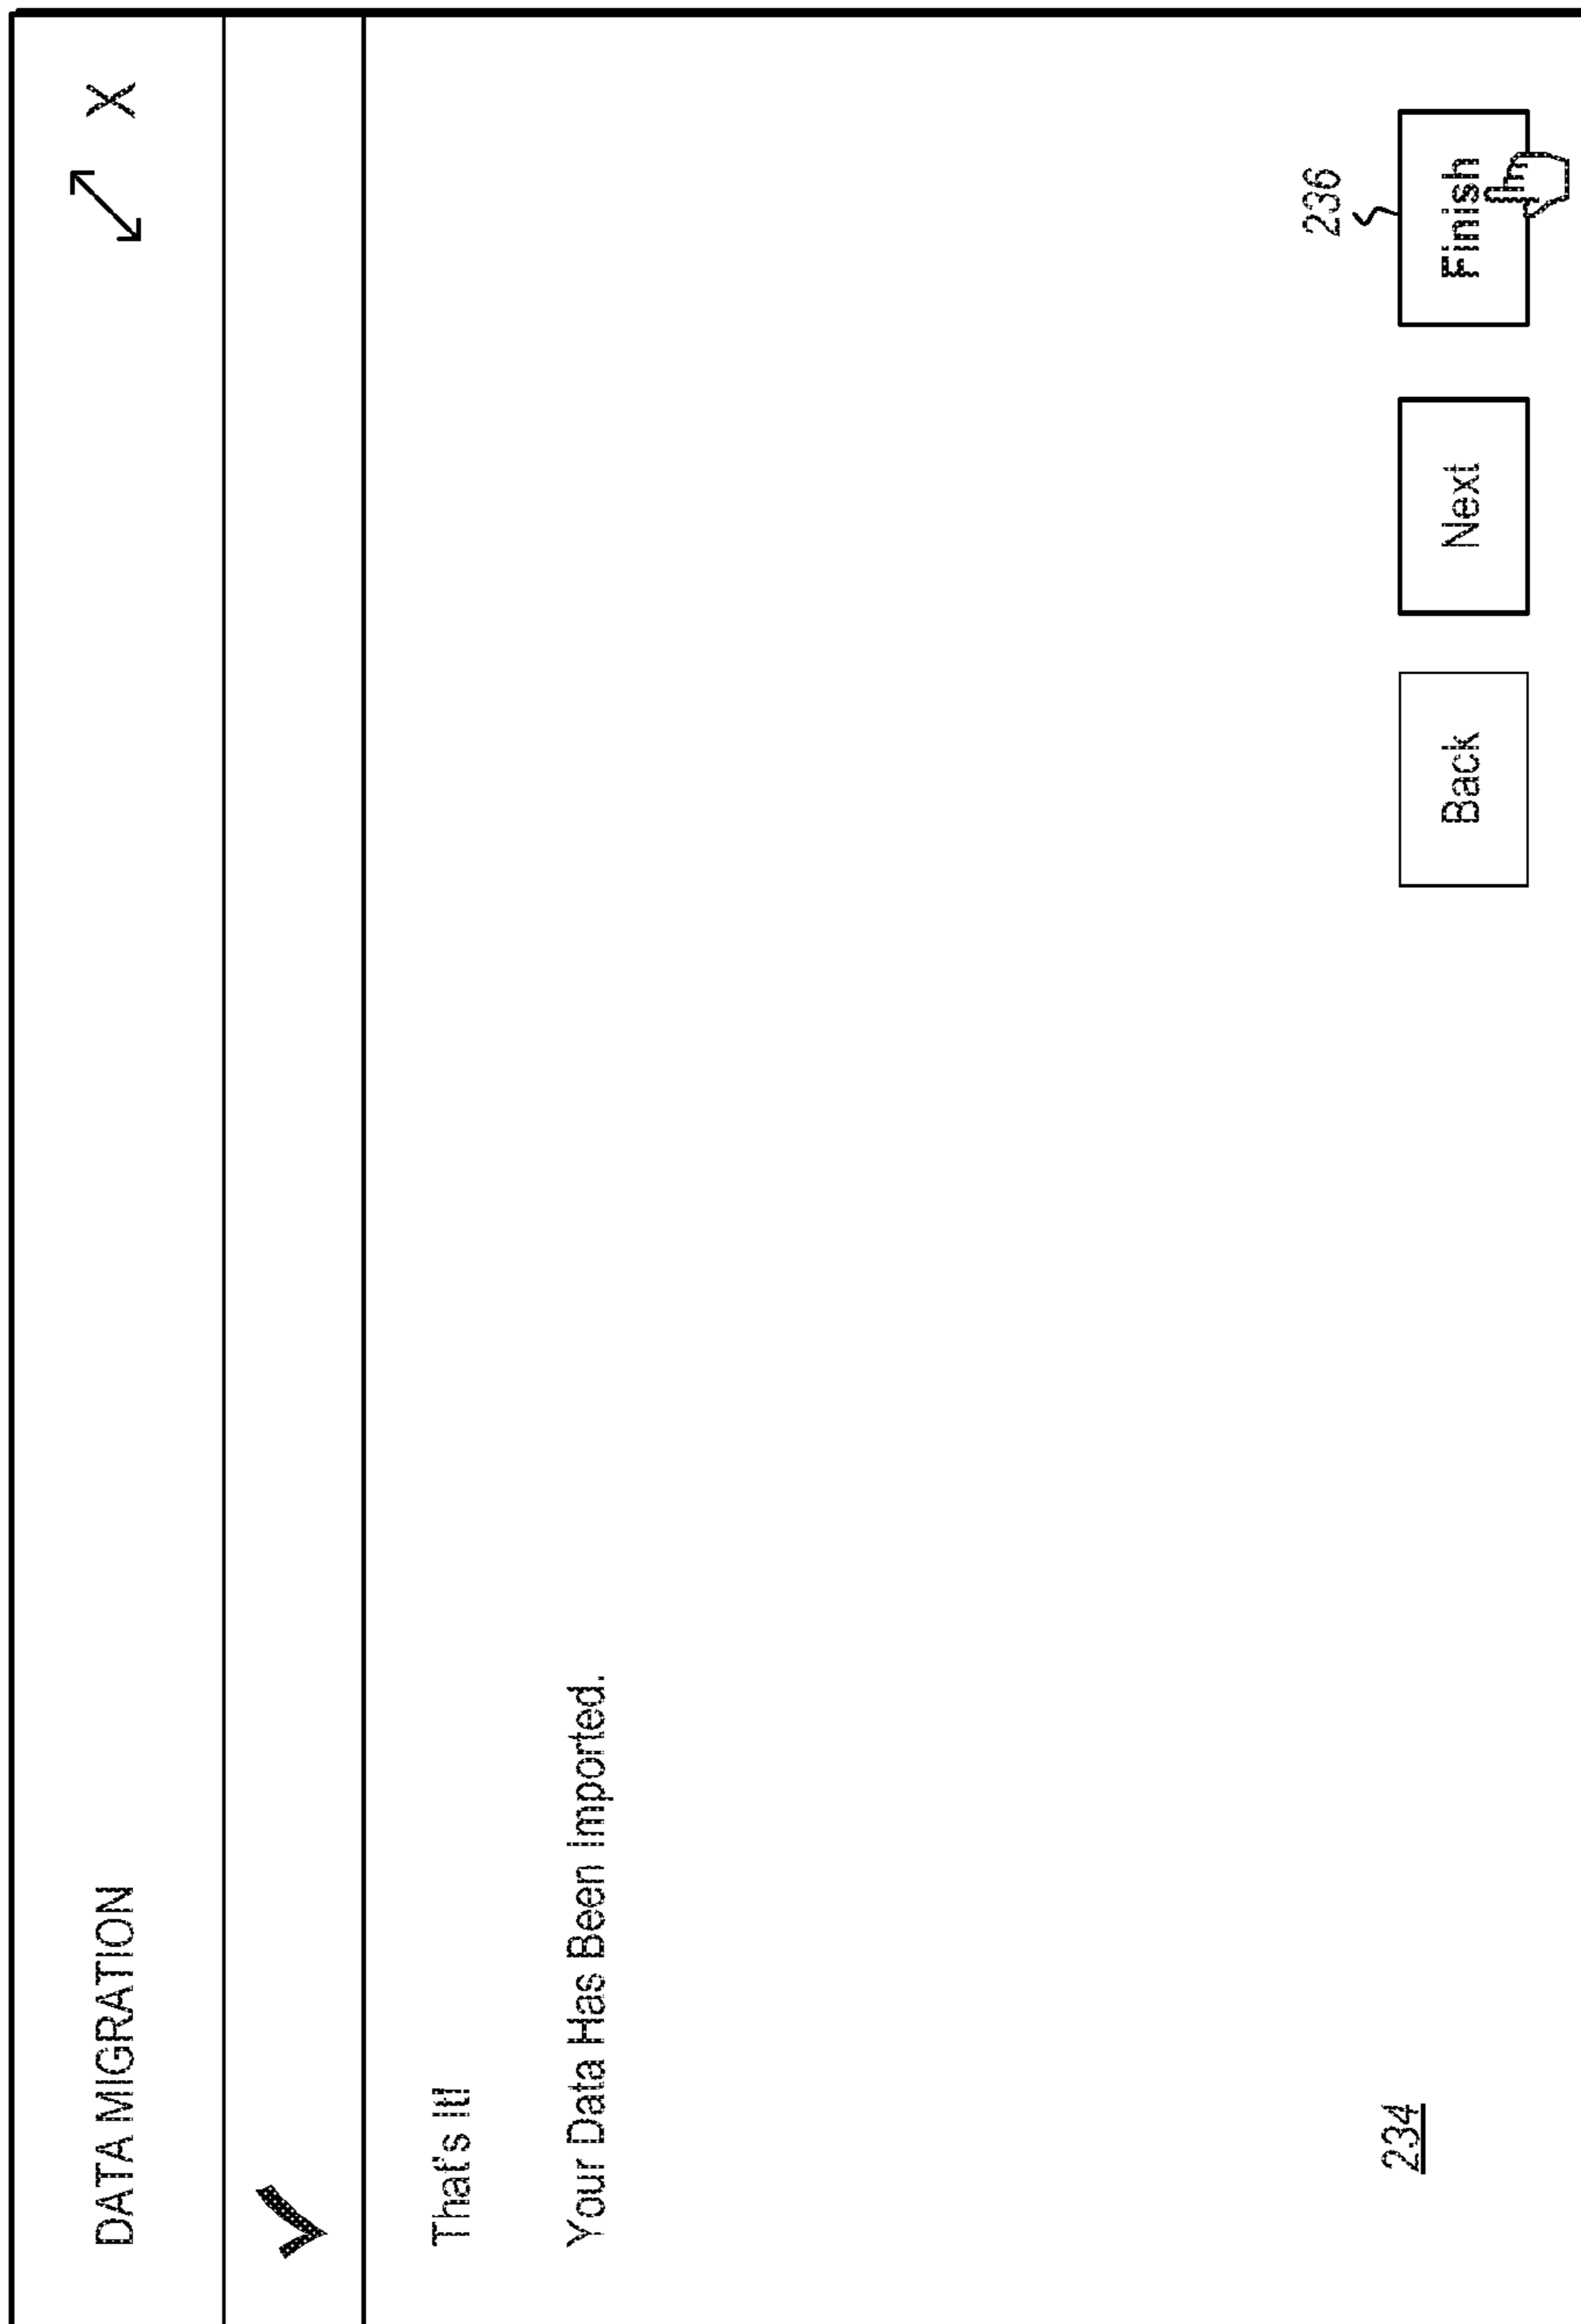 DATA MIGRATION X
That's It!
Your Data Has Been Imported.
236
234
Back Next Finish